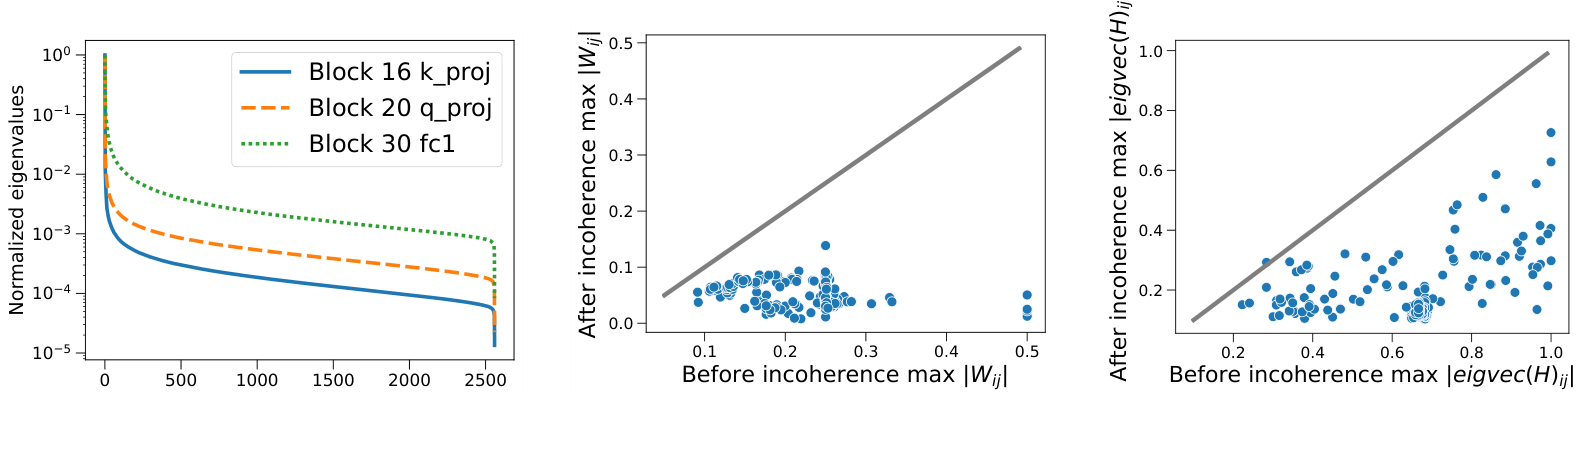 Normalized eigenvalues
10^0
10^−1
10^−2
10^−3
10^−4
10^−5
Block 16 k_proj
Block 20 q_proj
Block 30 fc1
0 500 1000 1500 2000 2500
After incoherence max |W_ij|
0.5
0.4
0.3
0.2
0.1
0.0
0.1 0.2 0.3 0.4 0.5
Before incoherence max |W_ij|
After incoherence max |eigvec(H)_ij|
1.0
0.8
0.6
0.4
0.2
0.2 0.4 0.6 0.8 1.0
Before incoherence max |eigvec(H)_ij|